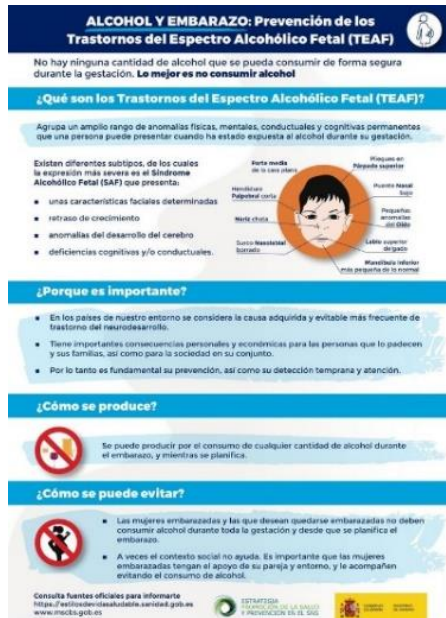 ALCOHOL Y EMBARAZO: Prevención de los
Trastornos del Espectro Alcohólico Fetal (TEAF)
No hay ninguna cantidad de alcohol que se pueda consumir de forma segura
durante la gestación. Lo mejor es no consumir alcohol
¿Qué son los Trastornos del Espectro Alcohólico Fetal (TEAF)?
Agrupa un amplio rango de anomalías físicas, mentales, conductuales y cognitivas permanentes
que una persona puede presentar cuando ha estado expuesta al alcohol durante su gestación.
Existen diferentes subtipos, de los cuales
la expresión más severa es el Síndrome
Alcohólico Fetal (SAF) que presenta:
unas características faciales determinadas
retraso de crecimiento
anomalías del desarrollo del cerebro
deficiencias cognitivas y/o conductuales.
Parte media
de la cara plana
Hendidura
Palpebral corta
Nariz chata
Surco Nasolabial
borrado
Pliegues en
Párpado superior
Puente Nasal
bajo
Pequeñas
anomalías
del Oído
Labio superior
delgado
Mandíbula inferior
más pequeña de lo normal
¿Porque es importante?
En los países de nuestro entorno se considera la causa adquirida y evitable más frecuente de
trastorno del neurodesarrollo.
Tiene importantes consecuencias personales y económicas para las personas que lo padecen
y sus familias, así como para la sociedad en su conjunto.
Por lo tanto es fundamental su prevención, así como su detección temprana y atención.
¿Cómo se produce?
Se puede producir por el consumo de cualquier cantidad de alcohol durante
el embarazo, y mientras se planifica.
¿Cómo se puede evitar?
Las mujeres embarazadas y las que desean quedarse embarazadas no deben
consumir alcohol durante toda la gestación y desde que se planifica el
embarazo.
A veces el contexto social no ayuda. Es importante que las mujeres
embarazadas tengan el apoyo de su pareja y entorno, y le acompañen
evitando el consumo de alcohol.
Consulta fuentes oficiales para informarte
https://estilosdevidasaludable.sanidad.gob.es
www.mscbs.gob.es
ESTRATEGIA
PROMOCIÓN DE LA SALUD
Y PREVENCIÓN EN EL SNS